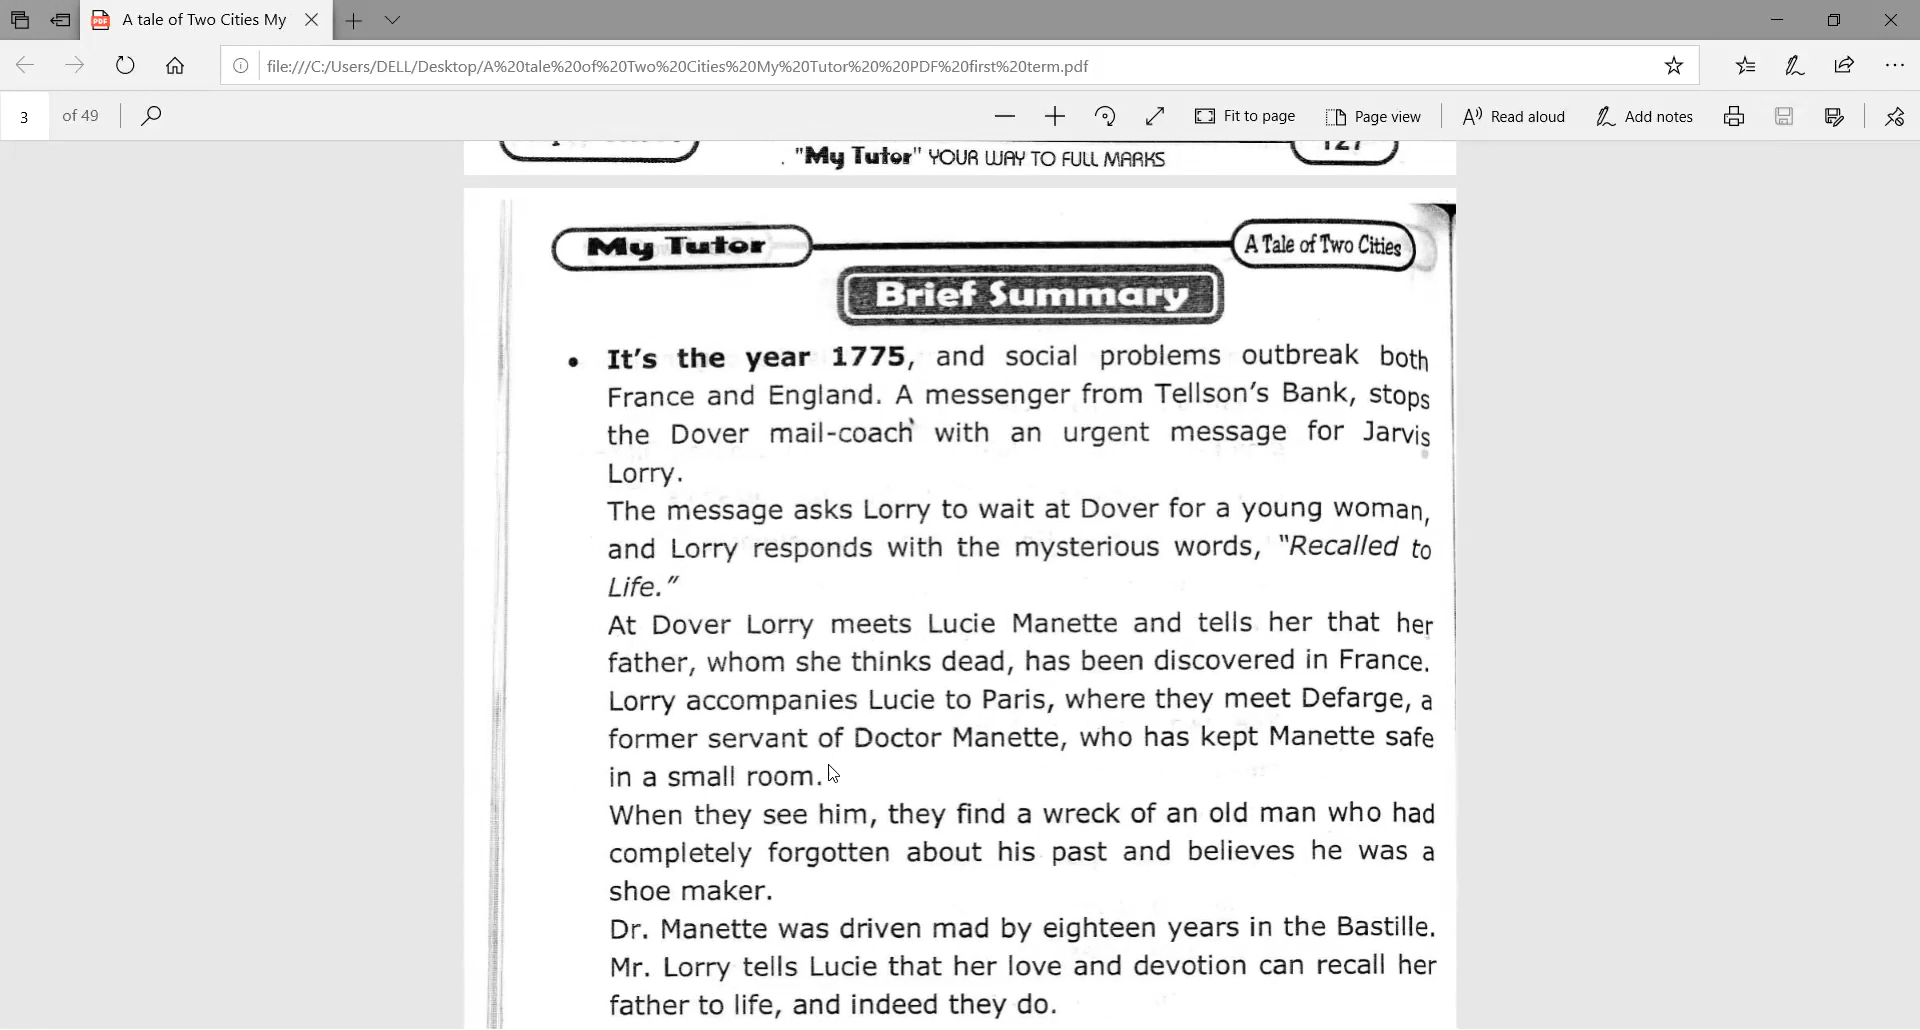 A tale of Two Cities My
file:///C:/Users/DELL/Desktop/A%20tale%20of%20Two%20Cities%20My%20Tutor%20%20PDF%20first%20term.pdf
3 of 49 Fit to page Page view Read aloud Add notes
. "My Tutor" YOUR WAY TO FULL MARKS 127
My Tutor A Tale of Two Cities
Brief Summary
• It's the year 1775, and social problems outbreak both
France and England. A messenger from Tellson's Bank, stops
the Dover mail-coach with an urgent message for Jarvis
Lorry.
The message asks Lorry to wait at Dover for a young woman,
and Lorry responds with the mysterious words, "Recalled to
Life."
At Dover Lorry meets Lucie Manette and tells her that her
father, whom she thinks dead, has been discovered in France.
Lorry accompanies Lucie to Paris, where they meet Defarge, a
former servant of Doctor Manette, who has kept Manette safe
in a small room.
When they see him, they find a wreck of an old man who had
completely forgotten about his past and believes he was a
shoe maker.
Dr. Manette was driven mad by eighteen years in the Bastille.
Mr. Lorry tells Lucie that her love and devotion can recall her
father to life, and indeed they do.